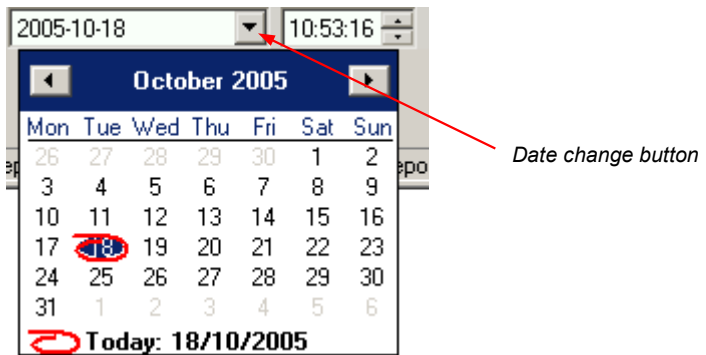 2005-10-18 10:53:16
October 2005
Mon Tue Wed Thu Fri Sat Sun
26 27 28 29 30 1 2
3 4 5 6 7 8 9
10 11 12 13 14 15 16
17 18 19 20 21 22 23
24 25 26 27 28 29 30
31 1 2 3 4 5 6
Today: 18/10/2005
Date change button